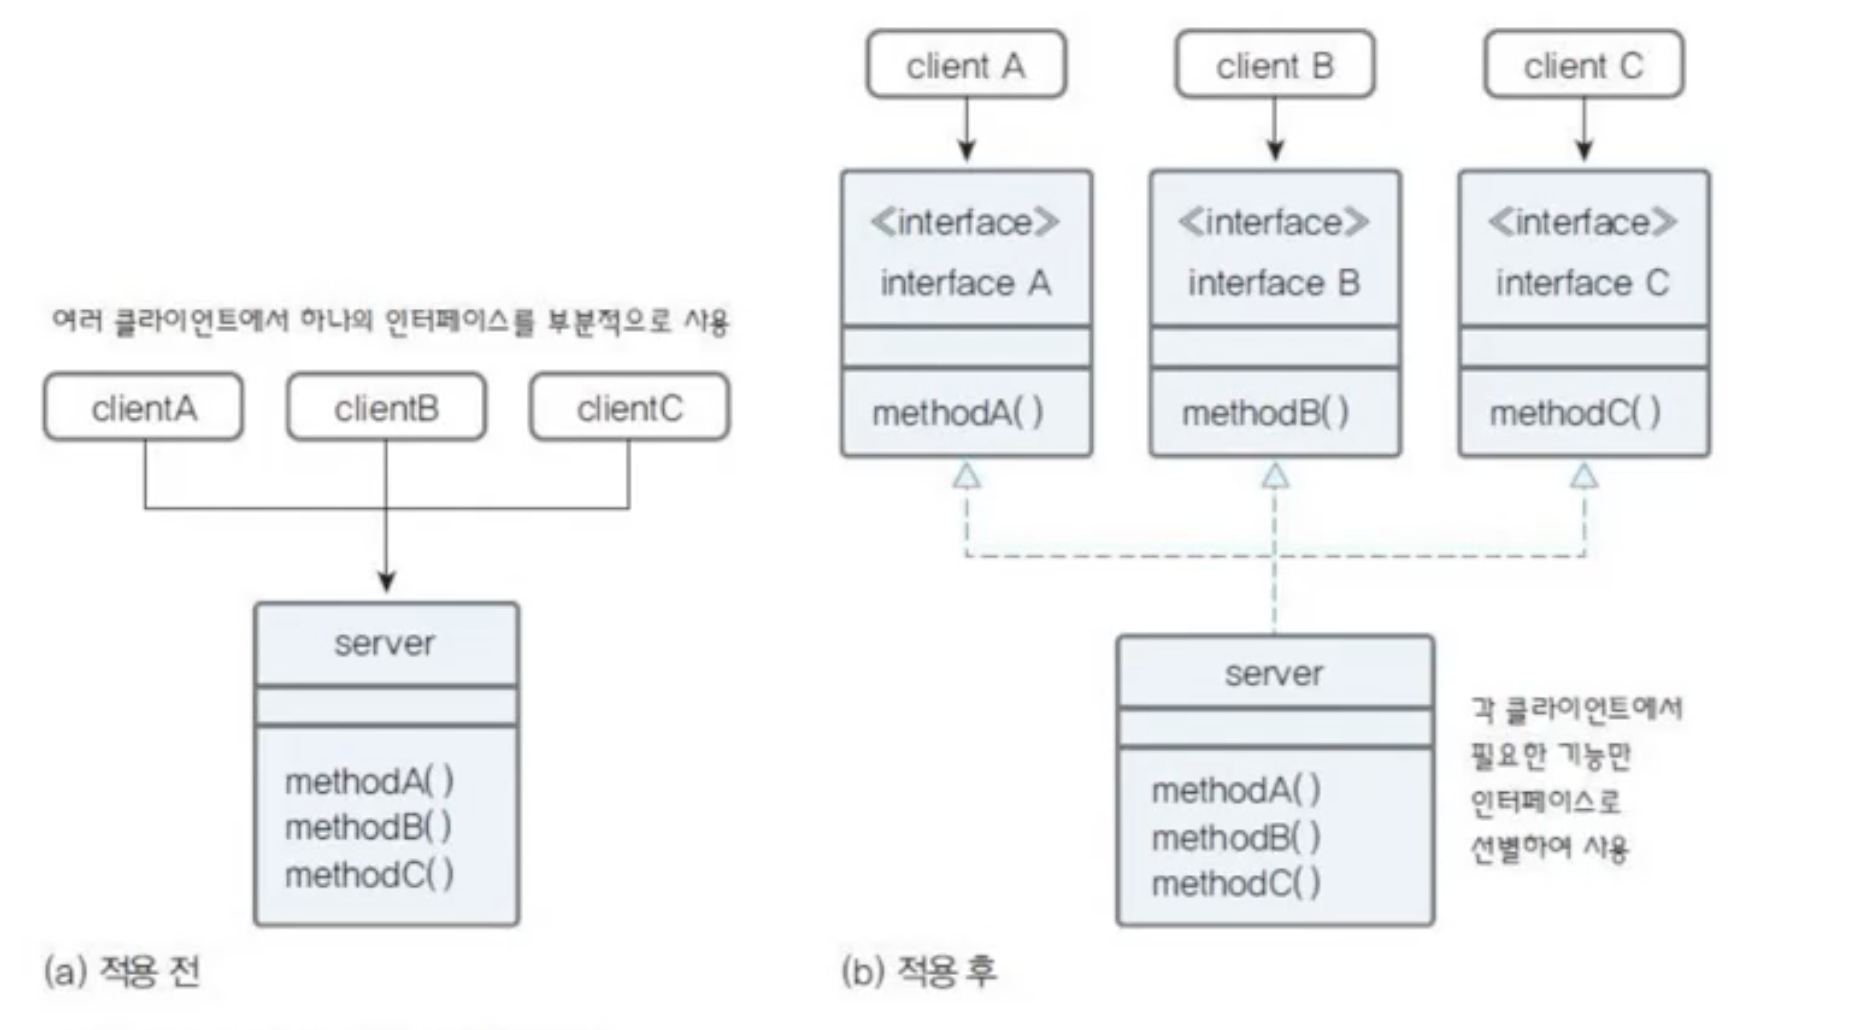 여러 클라이언트에서 하나의 인터페이스를 부분적으로 사용
clientA
clientB
clientC
server
methodA()
methodB()
methodC()
(a) 적용 전
client A
client B
client C
≪interface≫
interface A
methodA()
≪interface≫
interface B
methodB()
≪interface≫
interface C
methodC()
server
methodA()
methodB()
methodC()
각 클라이언트에서
필요한 기능만
인터페이스로
선별하여 사용
(b) 적용 후